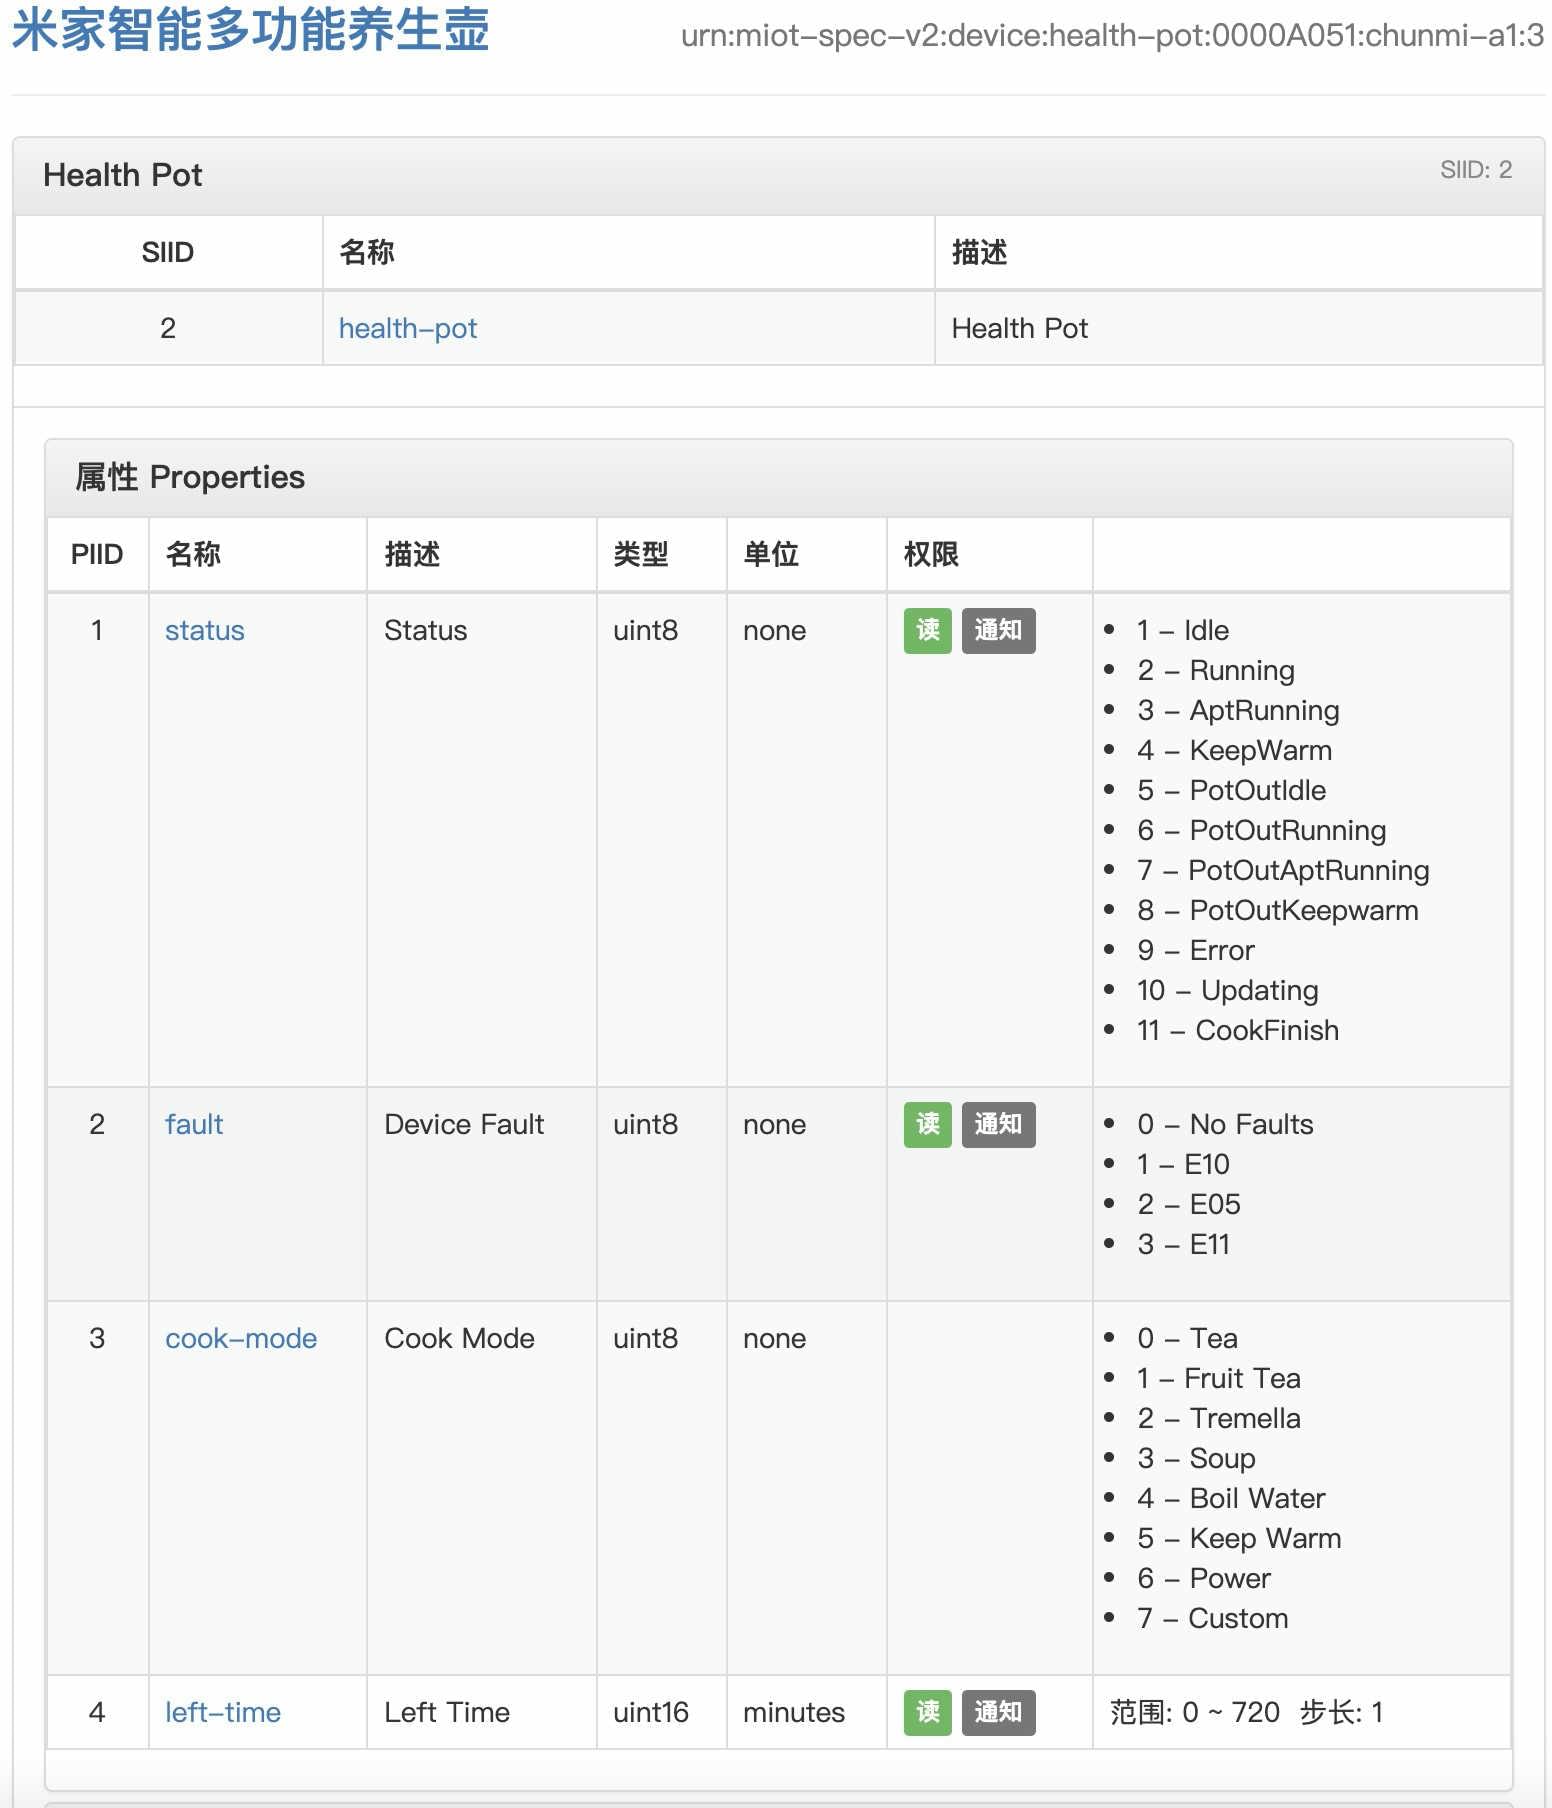 米家智能多功能养生壶 urn:miot-spec-v2:device:health-pot:0000A051:chunmi-a1:3
Health Pot SIID: 2
SIID 名称 描述
2 health-pot Health Pot
属性 Properties
PIID 名称 描述 类型 单位 权限
1 status Status uint8 none 读 通知 • 1 – Idle
• 2 – Running
• 3 – AptRunning
• 4 – KeepWarm
• 5 – PotOutIdle
• 6 – PotOutRunning
• 7 – PotOutAptRunning
• 8 – PotOutKeepwarm
• 9 – Error
• 10 – Updating
• 11 – CookFinish
2 fault Device Fault uint8 none 读 通知 • 0 – No Faults
• 1 – E10
• 2 – E05
• 3 – E11
3 cook-mode Cook Mode uint8 none • 0 – Tea
• 1 – Fruit Tea
• 2 – Tremella
• 3 – Soup
• 4 – Boil Water
• 5 – Keep Warm
• 6 – Power
• 7 – Custom
4 left-time Left Time uint16 minutes 读 通知 范围: 0 ~ 720 步长: 1